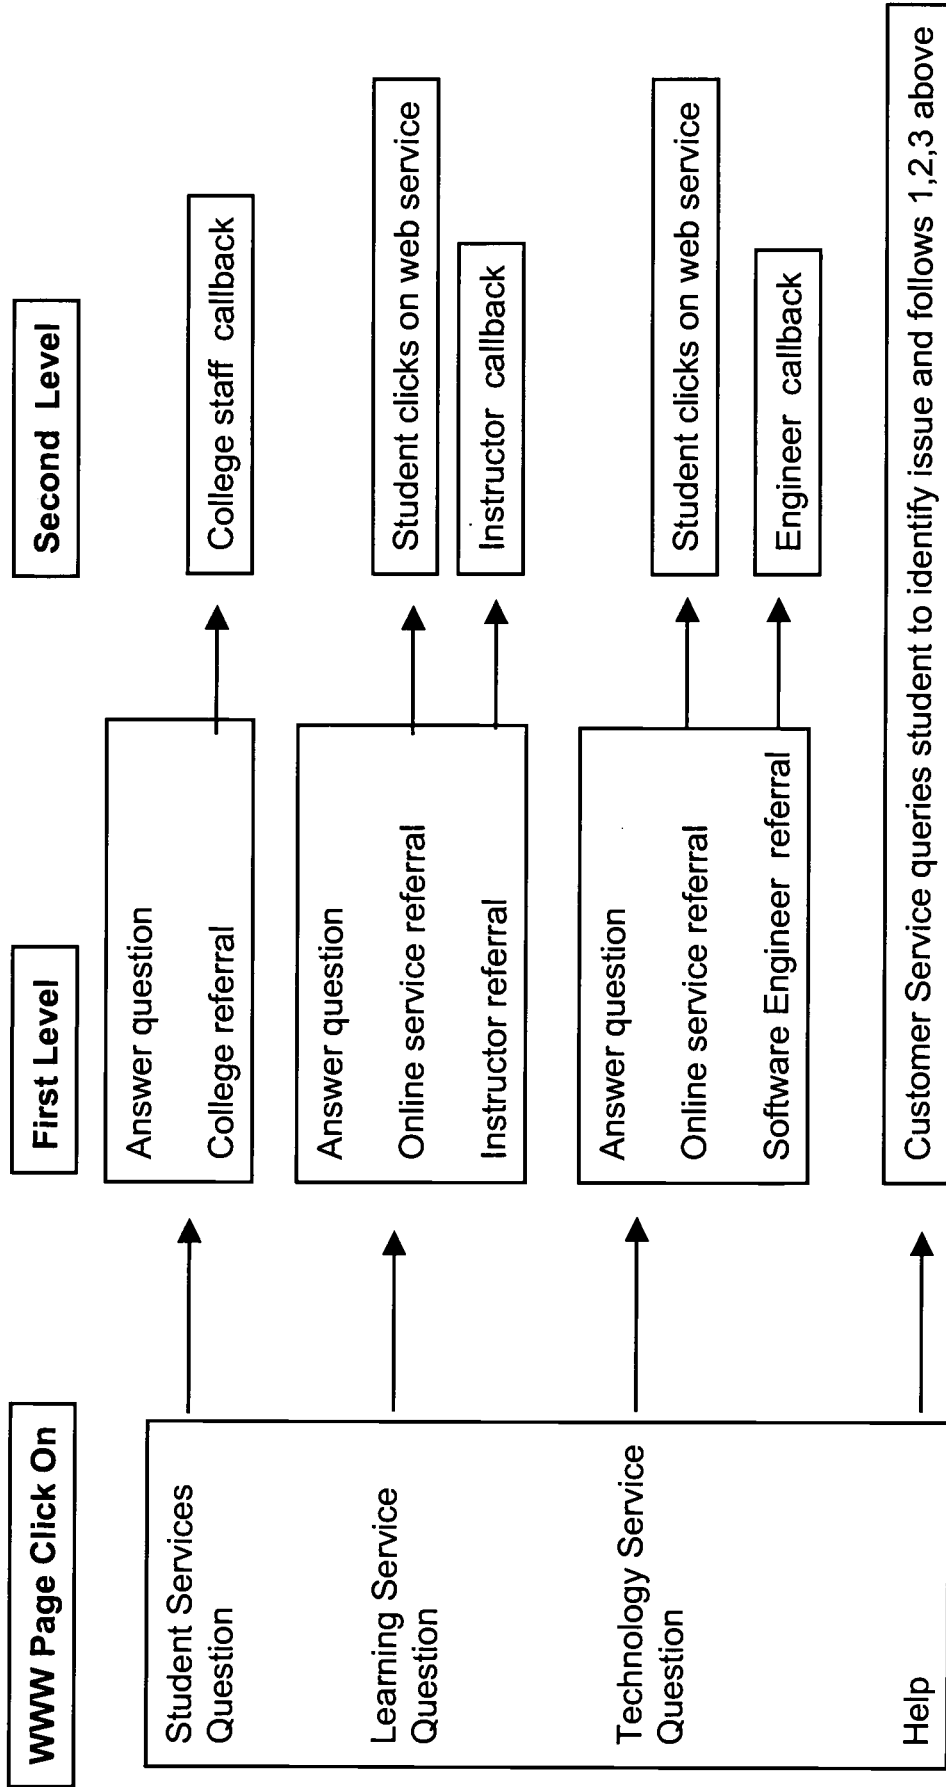 WWW Page Click On
First Level
Second Level
Student Services
Question
Answer question
College referral
College staff callback
Learning Service
Question
Answer question
Online service referral
Instructor referral
Student clicks on web service
Instructor callback
Technology Service
Question
Answer question
Online service referral
Software Engineer referral
Student clicks on web service
Engineer callback
Help
Customer Service queries student to identify issue and follows 1,2,3 above